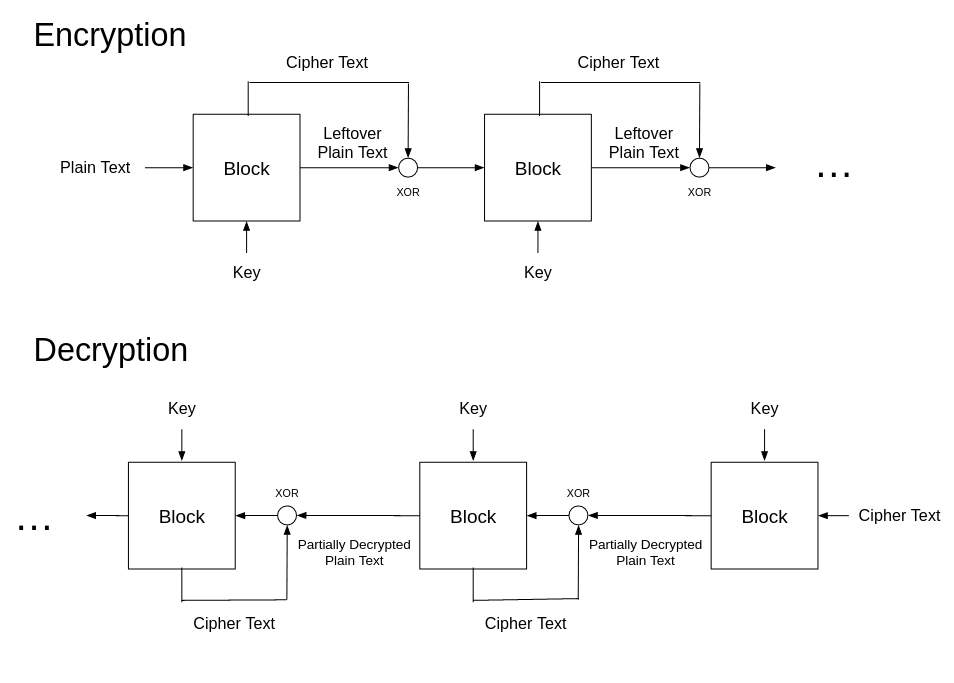 Encryption
Cipher Text
Cipher Text
Leftover
Plain Text
Leftover
Plain Text
Plain Text
Block
Block
...
XOR
XOR
Key
Key
Decryption
Key
Key
Key
XOR
XOR
...
Block
Block
Block
Cipher Text
Partially Decrypted
Plain Text
Partially Decrypted
Plain Text
Cipher Text
Cipher Text